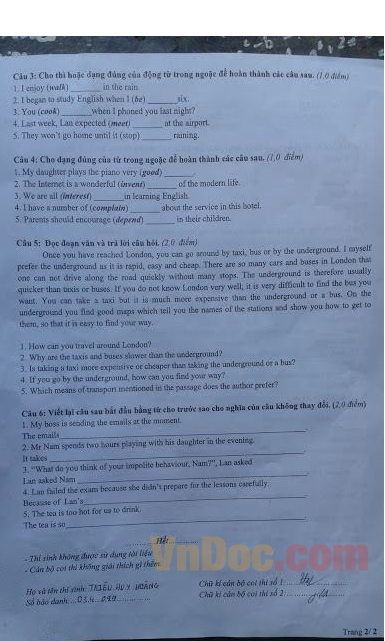 Câu 3: Cho thì hoặc dạng đúng của động từ trong ngoặc để hoàn thành các câu sau. (1,0 điểm)
1. I enjoy (walk) ________ in the rain
2. I began to study English when I (be) ________ six.
3. You (cook) ________ when I phoned you last night?
4. Last week, Lan expected (meet) ________ at the airport.
5. They won't go home until it (stop) ________ raining.
Câu 4: Cho dạng đúng của từ trong ngoặc để hoàn thành các câu sau. (1,0 điểm)
1. My daughter plays the piano very (good) ________.
2. The Internet is a wonderful (invent) ________ of the modern life.
3. We are all (interest) ________ in learning English.
4. I have a number of (complain) ________ about the service in this hotel.
5. Parents should encourage (depend) ________ in their children.
Câu 5: Đọc đoạn văn và trả lời câu hỏi. (2,0 điểm)
Once you have reached London, you can go around by taxi, bus or by the underground. I myself
prefer the underground as it is rapid, easy and cheap. There are so many cars and buses in London that
one can not drive along the road quickly without many stops. The underground is therefore usually
quicker than taxis or buses. If you do not know London very well, it is very difficult to find the bus you
want. You can take a taxi but it is much more expensive than the underground or a bus. On the
underground you find good maps which tell you the names of the stations and show you how to get to
them, so that it is easy to find your way.
1. How can you travel around London?
2. Why are the taxis and buses slower than the underground?
3. Is taking a taxi more expensive or cheaper than taking the underground or a bus?
4. If you go by the underground, how can you find your way?
5. Which means of transport mentioned in the passage does the author prefer?
Câu 6: Viết lại câu sau bắt đầu bằng từ cho trước sao cho nghĩa của câu không thay đổi. (2,0 điểm)
1. My boss is sending the emails at the moment.
The emails
2. Mr Nam spends two hours playing with his daughter in the evening.
It takes
3. "What do you think of your impolite behaviour, Nam?", Lan asked
Lan asked Nam
4. Lan failed the exam because she didn't prepare for the lessons carefully.
Because of Lan's
5. The tea is too hot for us to drink.
The tea is so
Hết
- Thí sinh không được sử dụng tài liệu
- Cán bộ coi thi không giải thích gì thêm
VnDoc.com
Họ và tên thí sinh: TRIỆU HUY HOÀNG Chữ kí cán bộ coi thi số 1:
Số báo danh: Chữ kí cán bộ coi thi số 2:
Trang 2/ 2